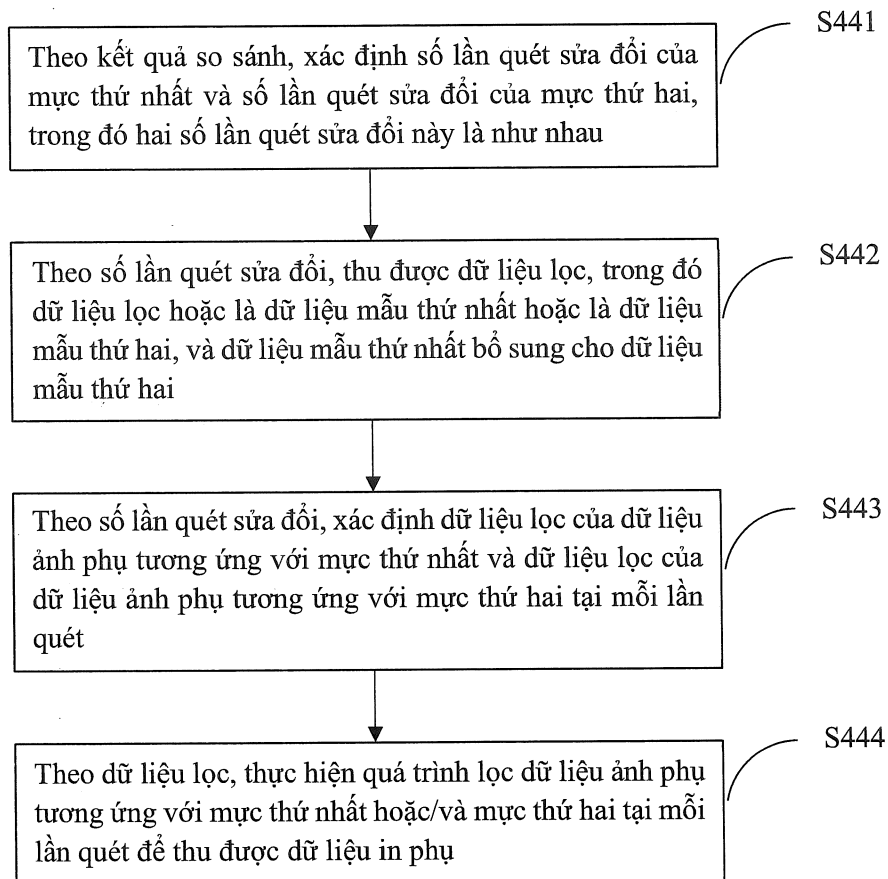 S441
Theo kết quả so sánh, xác định số lần quét sửa đổi của
mực thứ nhất và số lần quét sửa đổi của mực thứ hai,
trong đó hai số lần quét sửa đổi này là như nhau
S442
Theo số lần quét sửa đổi, thu được dữ liệu lọc, trong đó
dữ liệu lọc hoặc là dữ liệu mẫu thứ nhất hoặc là dữ liệu
mẫu thứ hai, và dữ liệu mẫu thứ nhất bổ sung cho dữ liệu
mẫu thứ hai
S443
Theo số lần quét sửa đổi, xác định dữ liệu lọc của dữ liệu
ảnh phụ tương ứng với mực thứ nhất và dữ liệu lọc của
dữ liệu ảnh phụ tương ứng với mực thứ hai tại mỗi lần
quét
S444
Theo dữ liệu lọc, thực hiện quá trình lọc dữ liệu ảnh phụ
tương ứng với mực thứ nhất hoặc/và mực thứ hai tại mỗi
lần quét để thu được dữ liệu in phụ